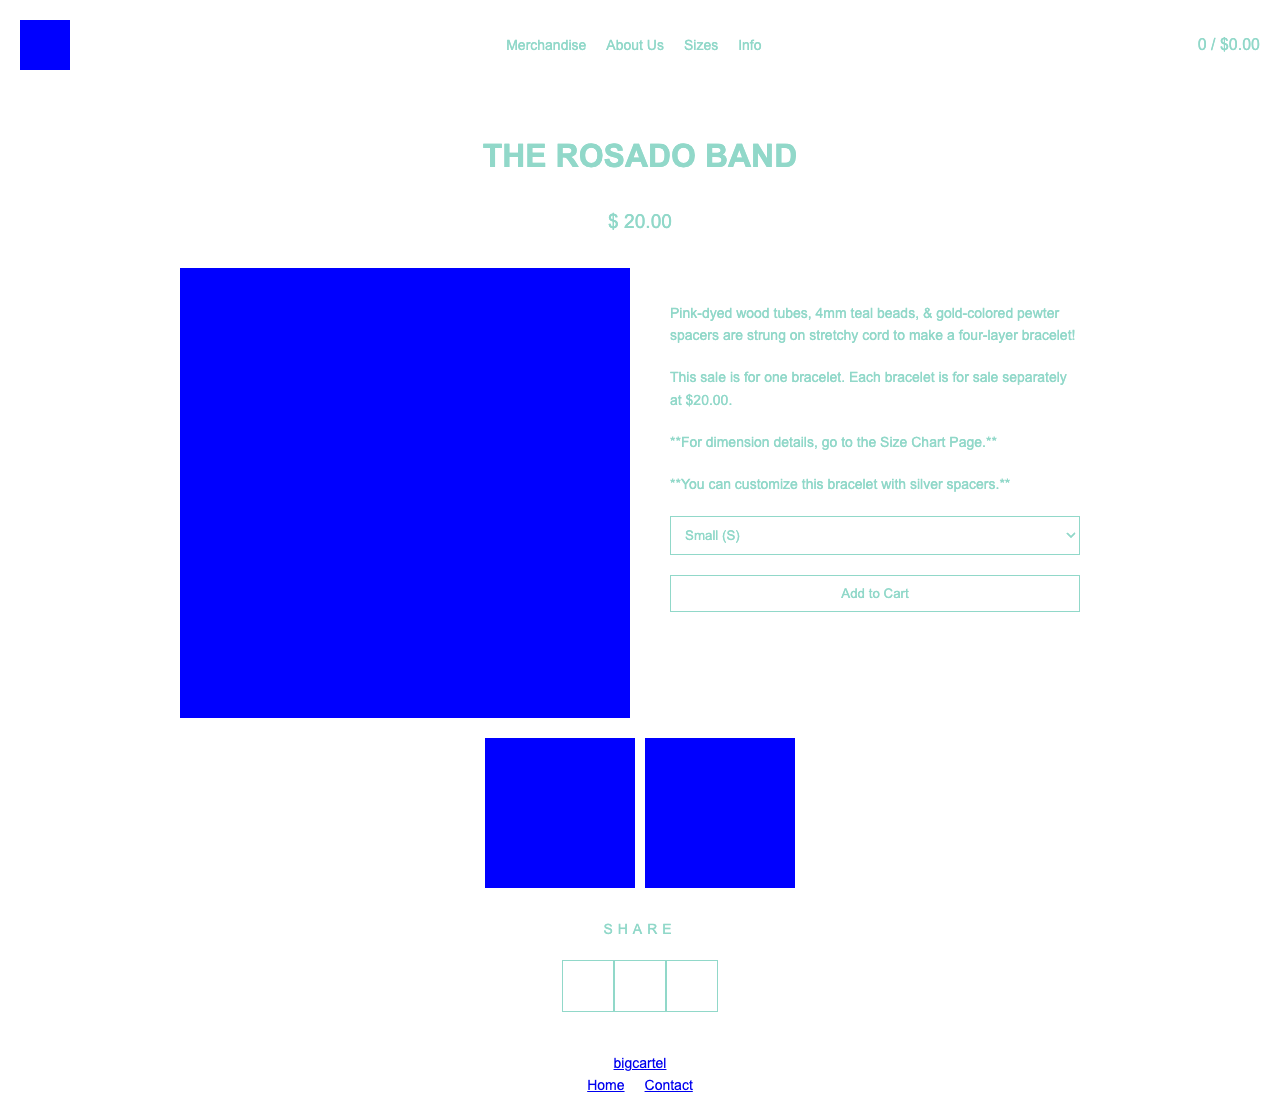 Merchandise About Us Sizes Info
0 / $0.00
THE ROSADO BAND
$ 20.00
Pink-dyed wood tubes, 4mm teal beads, & gold-colored pewter
spacers are strung on stretchy cord to make a four-layer bracelet!
This sale is for one bracelet. Each bracelet is for sale separately
at $20.00.
**For dimension details, go to the Size Chart Page.**
**You can customize this bracelet with silver spacers.**
Small (S)
Add to Cart
SHARE
bigcartel
Home Contact